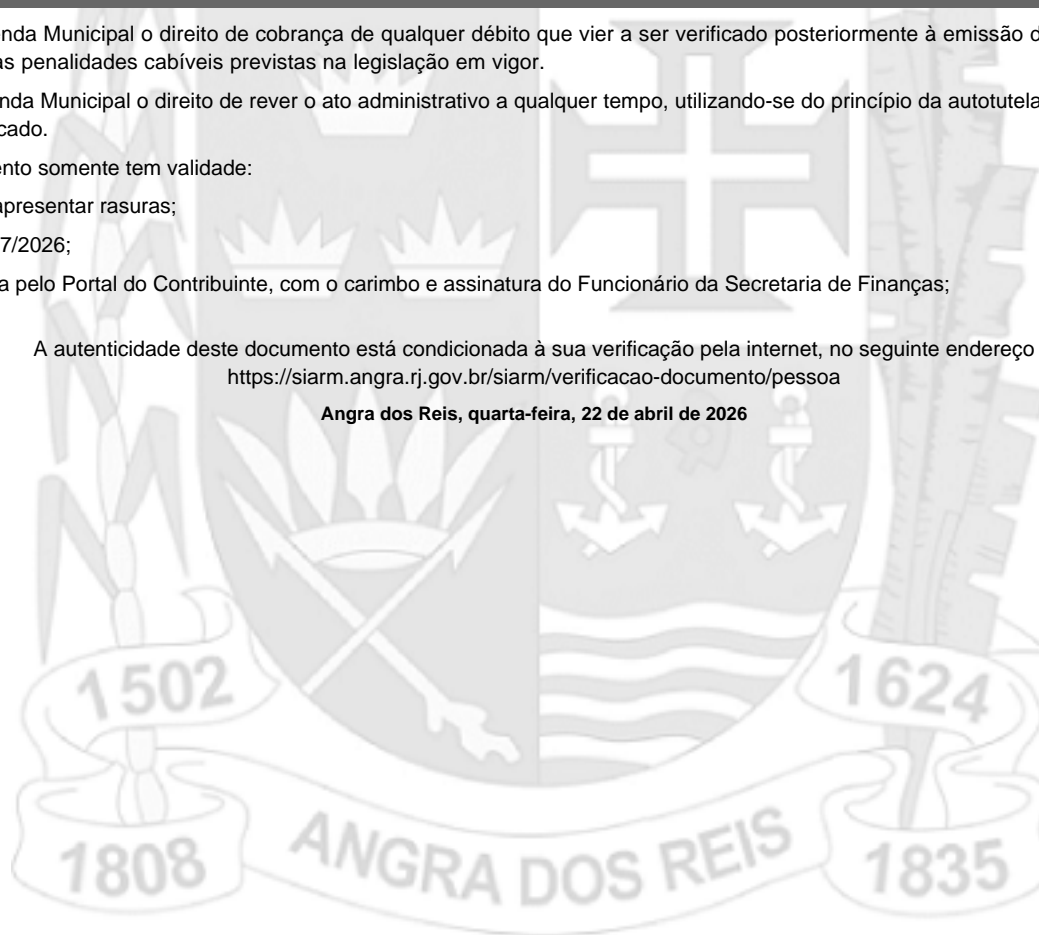 nda Municipal o direito de cobrança de qualquer débito que vier a ser verificado posteriormente à emissão d
as penalidades cabíveis previstas na legislação em vigor.
nda Municipal o direito de rever o ato administrativo a qualquer tempo, utilizando-se do princípio da autotutela
cado.
ento somente tem validade:
apresentar rasuras;
7/2026;
a pelo Portal do Contribuinte, com o carimbo e assinatura do Funcionário da Secretaria de Finanças;
A autenticidade deste documento está condicionada à sua verificação pela internet, no seguinte endereço
https://siarm.angra.rj.gov.br/siarm/verificacao-documento/pessoa
Angra dos Reis, quarta-feira, 22 de abril de 2026
1502
1624
1808
ANGRA DOS REIS
1835